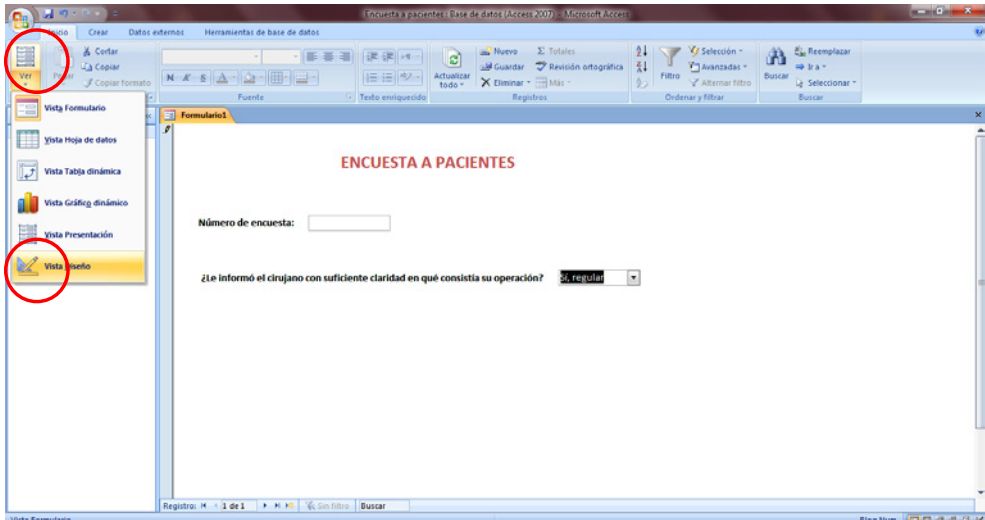 Encuesta a pacientes : Base de datos (Access 2007) - Microsoft Access
Inicio Crear Datos externos Herramientas de base de datos
Ver
Pegar
Cortar
Copiar
Copiar formato
N K S
Fuente
Texto enriquecido
Actualizar todo
Nuevo
Guardar
Eliminar
Totales
Revisión ortográfica
Más
Registros
Filtro
Selección
Avanzadas
Alternar filtro
Ordenar y filtrar
Buscar
Reemplazar
Ir a
Seleccionar
Buscar
Vista Formulario
Vista Hoja de datos
Vista Tabla dinámica
Vista Gráfico dinámico
Vista Presentación
Vista Diseño
Formulario1
ENCUESTA A PACIENTES
Número de encuesta:
¿Le informó el cirujano con suficiente claridad en qué consistía su operación? Sí, regular
Registro: 1 de 1 Sin filtro Buscar
Vista Formulario Bloq Num